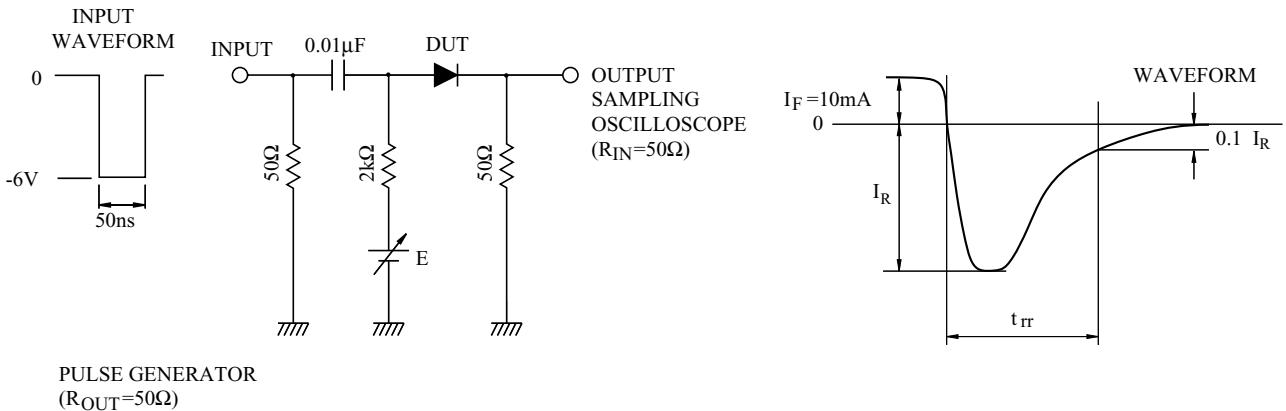 INPUT
WAVEFORM
0
-6V
50ns
INPUT
0.01µF
DUT
50Ω
2kΩ
50Ω
E
OUTPUT
SAMPLING
OSCILLOSCOPE
(RIN=50Ω)
PULSE GENERATOR
(ROUT=50Ω)
WAVEFORM
IF=10mA
0
IR
0.1 IR
trr